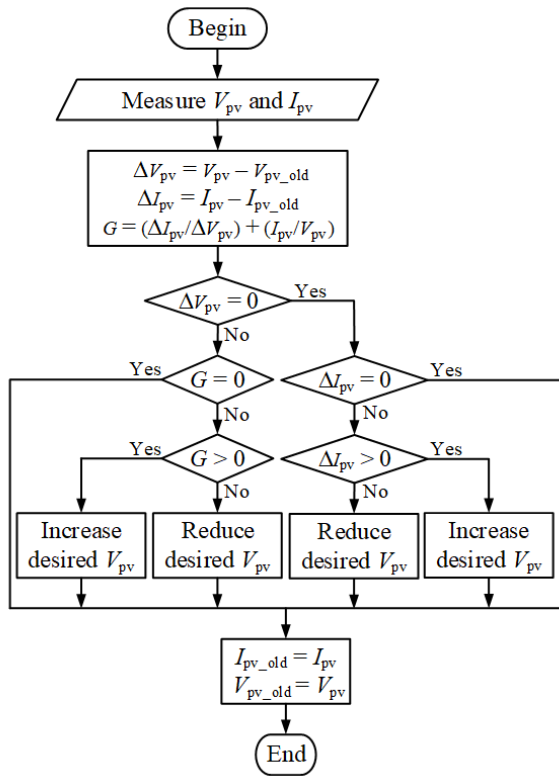 Begin
Measure Vpv and Ipv
ΔVpv = Vpv − Vpv_old
ΔIpv = Ipv − Ipv_old
G = (ΔIpv/ΔVpv) + (Ipv/Vpv)
ΔVpv = 0
Yes
No
Yes
G = 0
ΔIpv = 0
Yes
No
No
Yes
G > 0
ΔIpv > 0
Yes
No
No
Increase
desired Vpv
Reduce
desired Vpv
Reduce
desired Vpv
Increase
desired Vpv
Ipv_old = Ipv
Vpv_old = Vpv
End